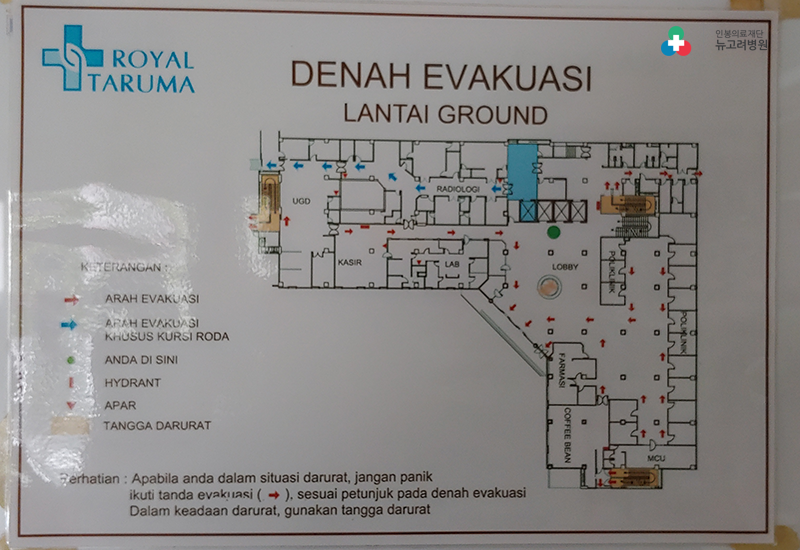 ROYAL
TARUMA
인봉의료재단
뉴고려병원
DENAH EVAKUASI
LANTAI GROUND
UGD
RADIOLOGI
KASIR
LAB
LOBBY
POLIKLINIK
POLIKLINIK
FARMASI
COFFEE BEAN
MCU
KETERANGAN :
ARAH EVAKUASI
ARAH EVAKUASI
KHUSUS KURSI RODA
ANDA DI SINI
HYDRANT
APAR
TANGGA DARURAT
Perhatian : Apabila anda dalam situasi darurat, jangan panik
ikuti tanda evakuasi ( ➡ ), sesuai petunjuk pada denah evakuasi
Dalam keadaan darurat, gunakan tangga darurat